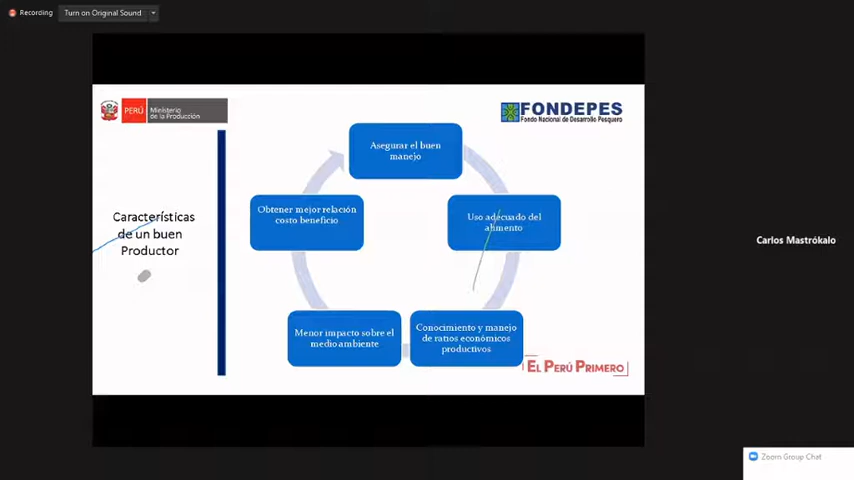 Recording
Turn on Original Sound
PERÚ
Ministerio
de la Producción
FONDEPES
Fondo Nacional de Desarrollo Pesquero
Características
de un buen
Productor
Asegurar el buen
manejo
Uso adecuado del
alimento
Conocimiento y manejo
de ratios económicos
productivos
Menor impacto sobre el
medio ambiente
Obtener mejor relación
costo beneficio
EL PERÚ PRIMERO
Carlos Mastrókalo
Zoom Group Chat